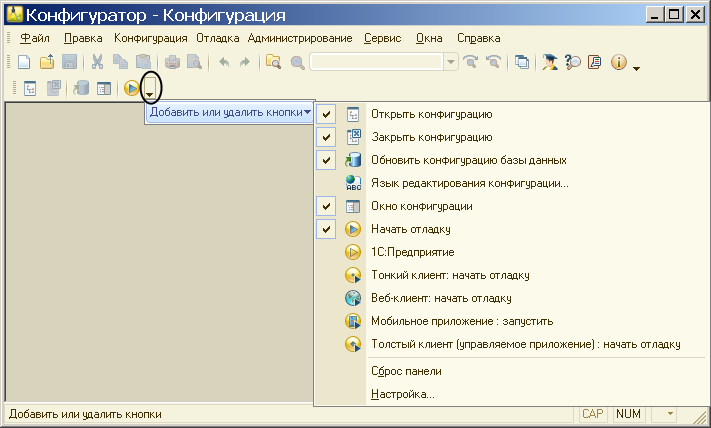 Конфигуратор - Конфигурация
Файл Правка Конфигурация Отладка Администрирование Сервис Окна Справка
Добавить или удалить кнопки
Открыть конфигурацию
Закрыть конфигурацию
Обновить конфигурацию базы данных
ABC Язык редактирования конфигурации...
Окно конфигурации
Начать отладку
1С:Предприятие
Тонкий клиент: начать отладку
Веб-клиент: начать отладку
Мобильное приложение : запустить
Толстый клиент (управляемое приложение) : начать отладку
Сброс панели
Настройка...
Добавить или удалить кнопки CAP NUM